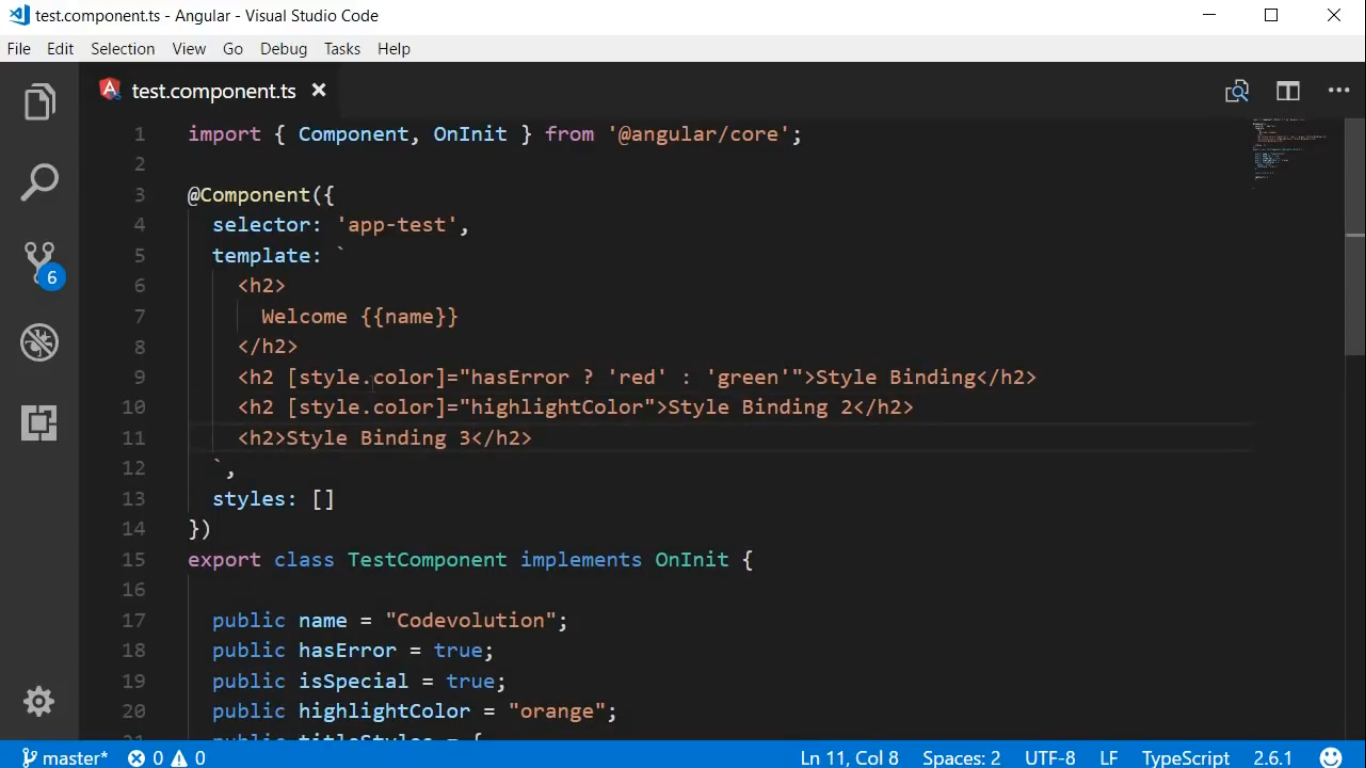 test.component.ts - Angular - Visual Studio Code
File Edit Selection View Go Debug Tasks Help
test.component.ts
1 import { Component, OnInit } from '@angular/core';
2
3 @Component({
4 selector: 'app-test',
5 template: `
6 <h2>
7 Welcome {{name}}
8 </h2>
9 <h2 [style.color]="hasError ? 'red' : 'green'">Style Binding</h2>
10 <h2 [style.color]="highlightColor">Style Binding 2</h2>
11 <h2>Style Binding 3</h2>
12 `,
13 styles: []
14 })
15 export class TestComponent implements OnInit {
16
17 public name = "Codevolution";
18 public hasError = true;
19 public isSpecial = true;
20 public highlightColor = "orange";
21 public titleStyles = {
6
master* 0 0 Ln 11, Col 8 Spaces: 2 UTF-8 LF TypeScript 2.6.1